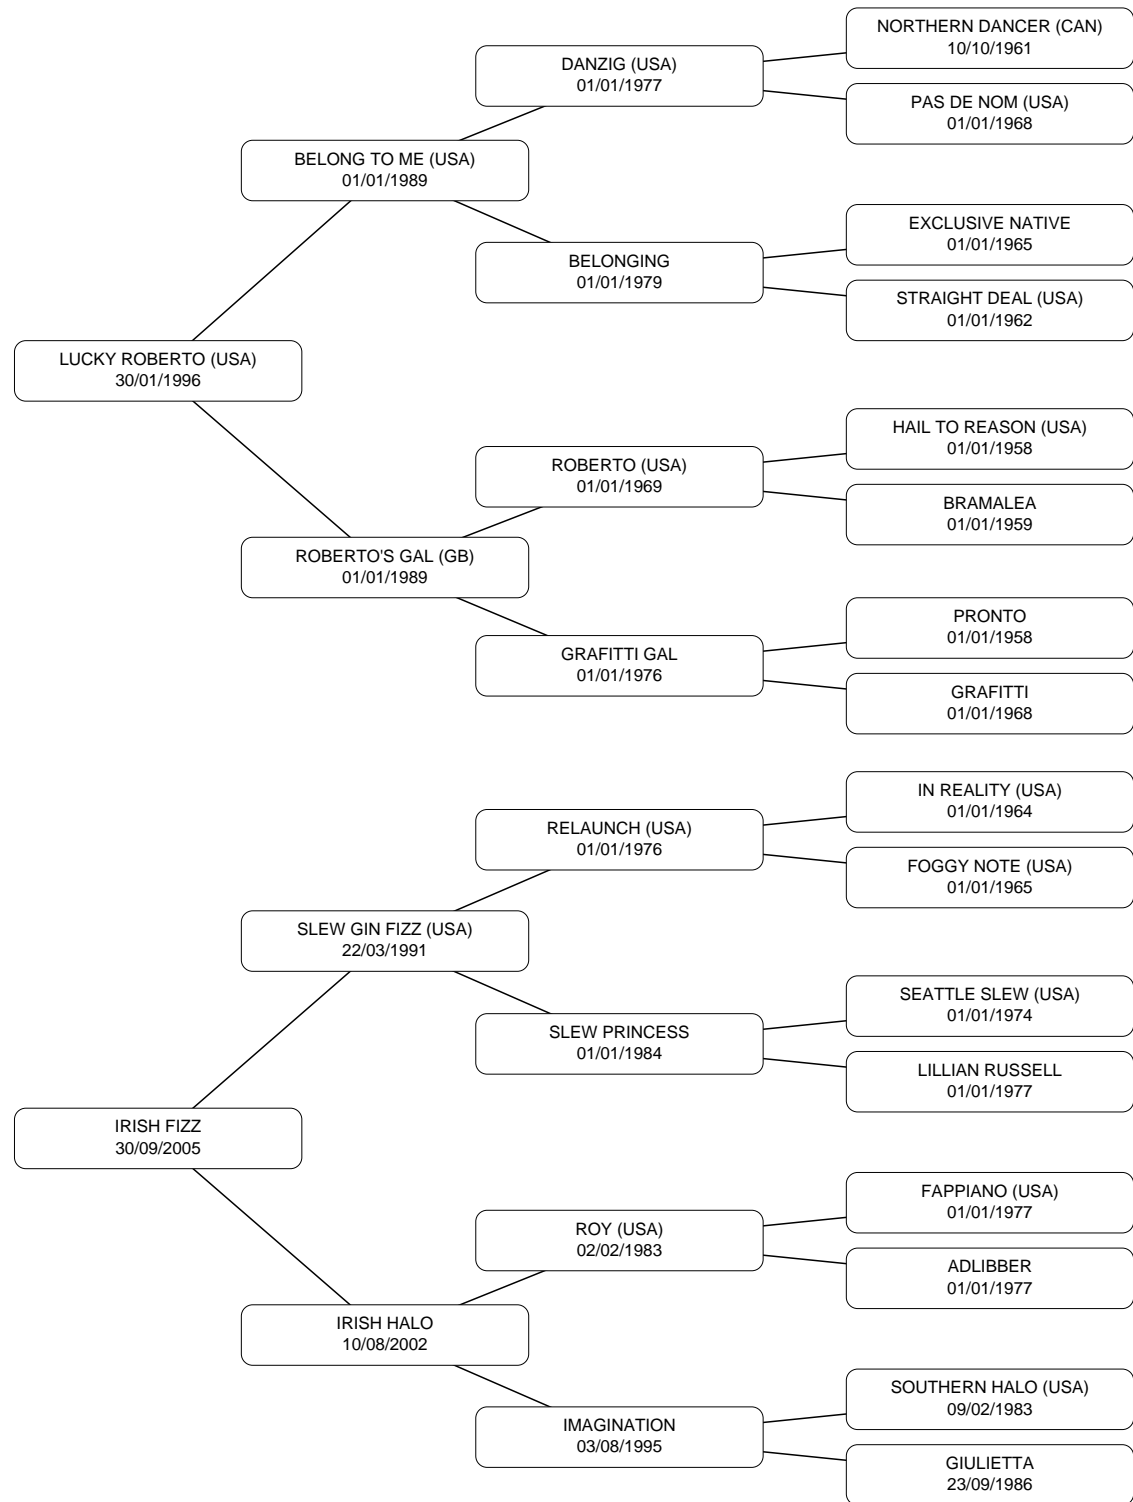 NORTHERN DANCER (CAN)
10/10/1961
DANZIG (USA)
01/01/1977
PAS DE NOM (USA)
01/01/1968
BELONG TO ME (USA)
01/01/1989
EXCLUSIVE NATIVE
01/01/1965
BELONGING
01/01/1979
STRAIGHT DEAL (USA)
01/01/1962
LUCKY ROBERTO (USA)
30/01/1996
HAIL TO REASON (USA)
01/01/1958
ROBERTO (USA)
01/01/1969
BRAMALEA
01/01/1959
ROBERTO'S GAL (GB)
01/01/1989
PRONTO
01/01/1958
GRAFITTI GAL
01/01/1976
GRAFITTI
01/01/1968
IN REALITY (USA)
01/01/1964
RELAUNCH (USA)
01/01/1976
FOGGY NOTE (USA)
01/01/1965
SLEW GIN FIZZ (USA)
22/03/1991
SEATTLE SLEW (USA)
01/01/1974
SLEW PRINCESS
01/01/1984
LILLIAN RUSSELL
01/01/1977
IRISH FIZZ
30/09/2005
FAPPIANO (USA)
01/01/1977
ROY (USA)
02/02/1983
ADLIBBER
01/01/1977
IRISH HALO
10/08/2002
SOUTHERN HALO (USA)
09/02/1983
IMAGINATION
03/08/1995
GIULIETTA
23/09/1986